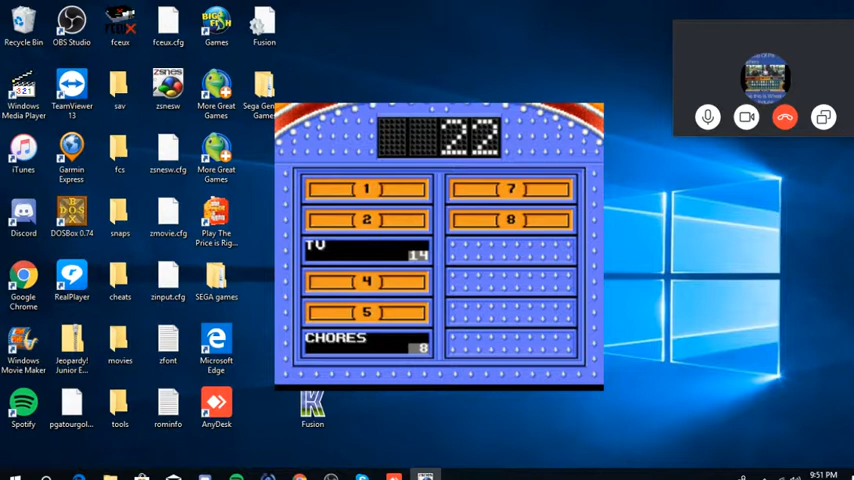 Recycle Bin
OBS Studio
fceux
fceux.cfg
Games
Fusion
Windows
Media Player
TeamViewer
13
sav
zsnesw
More Great
Games
Sega Gen
iTunes
Garmin
Express
fcs
zsnesw.cfg
More Great
Games
Discord
DOSBox 0.74
snaps
zmovie.cfg
Play The
Price is Rig...
Google
Chrome
RealPlayer
cheats
zinput.cfg
SEGA games
Windows
Movie Maker
Jeopardy!
Junior E...
movies
zfont
Microsoft
Edge
Spotify
pgatourgol...
tools
rominfo
AnyDesk
Fusion
22
1
7
2
8
TV
14
4
5
CHORES
8
9:51 PM